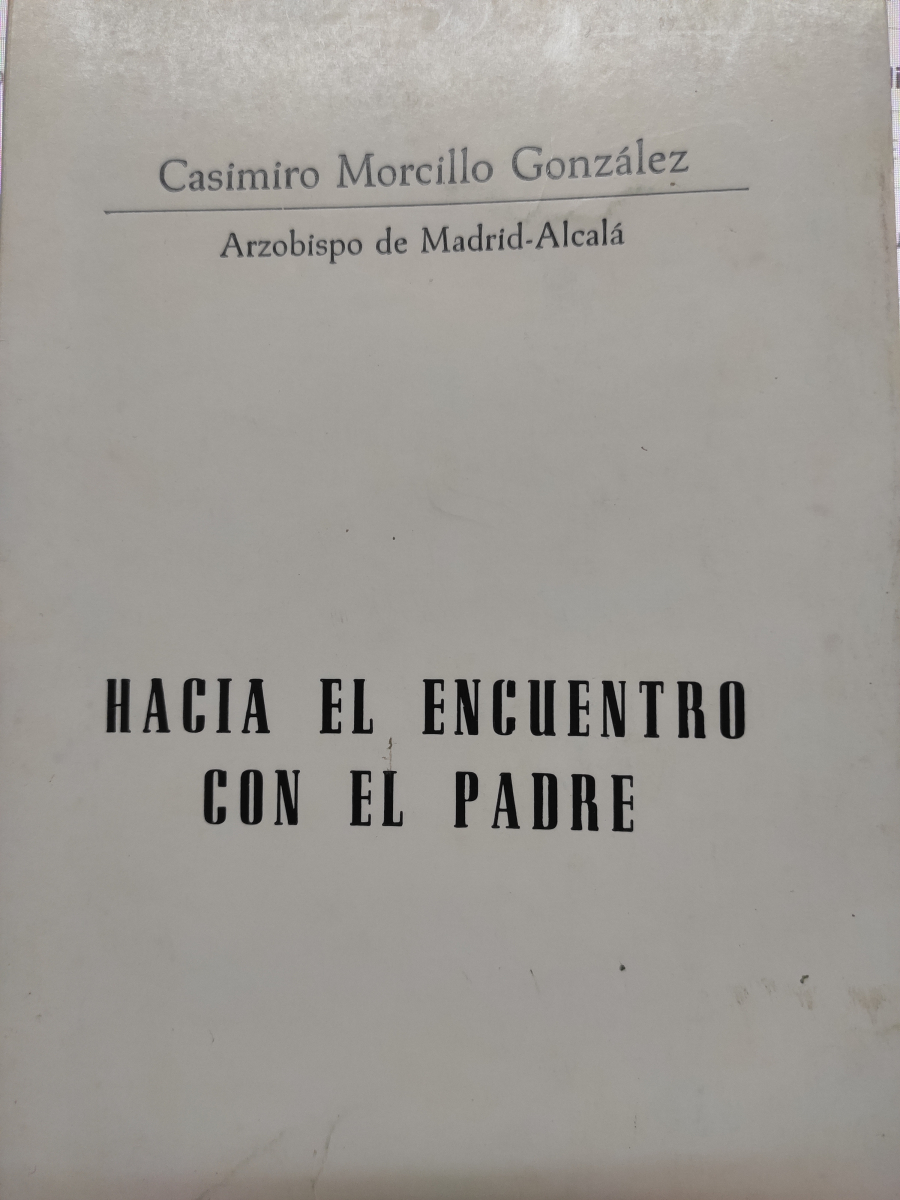 Casimiro Morcillo González
Arzobispo de Madrid-Alcalá
HACIA EL ENCUENTRO
CON EL PADRE